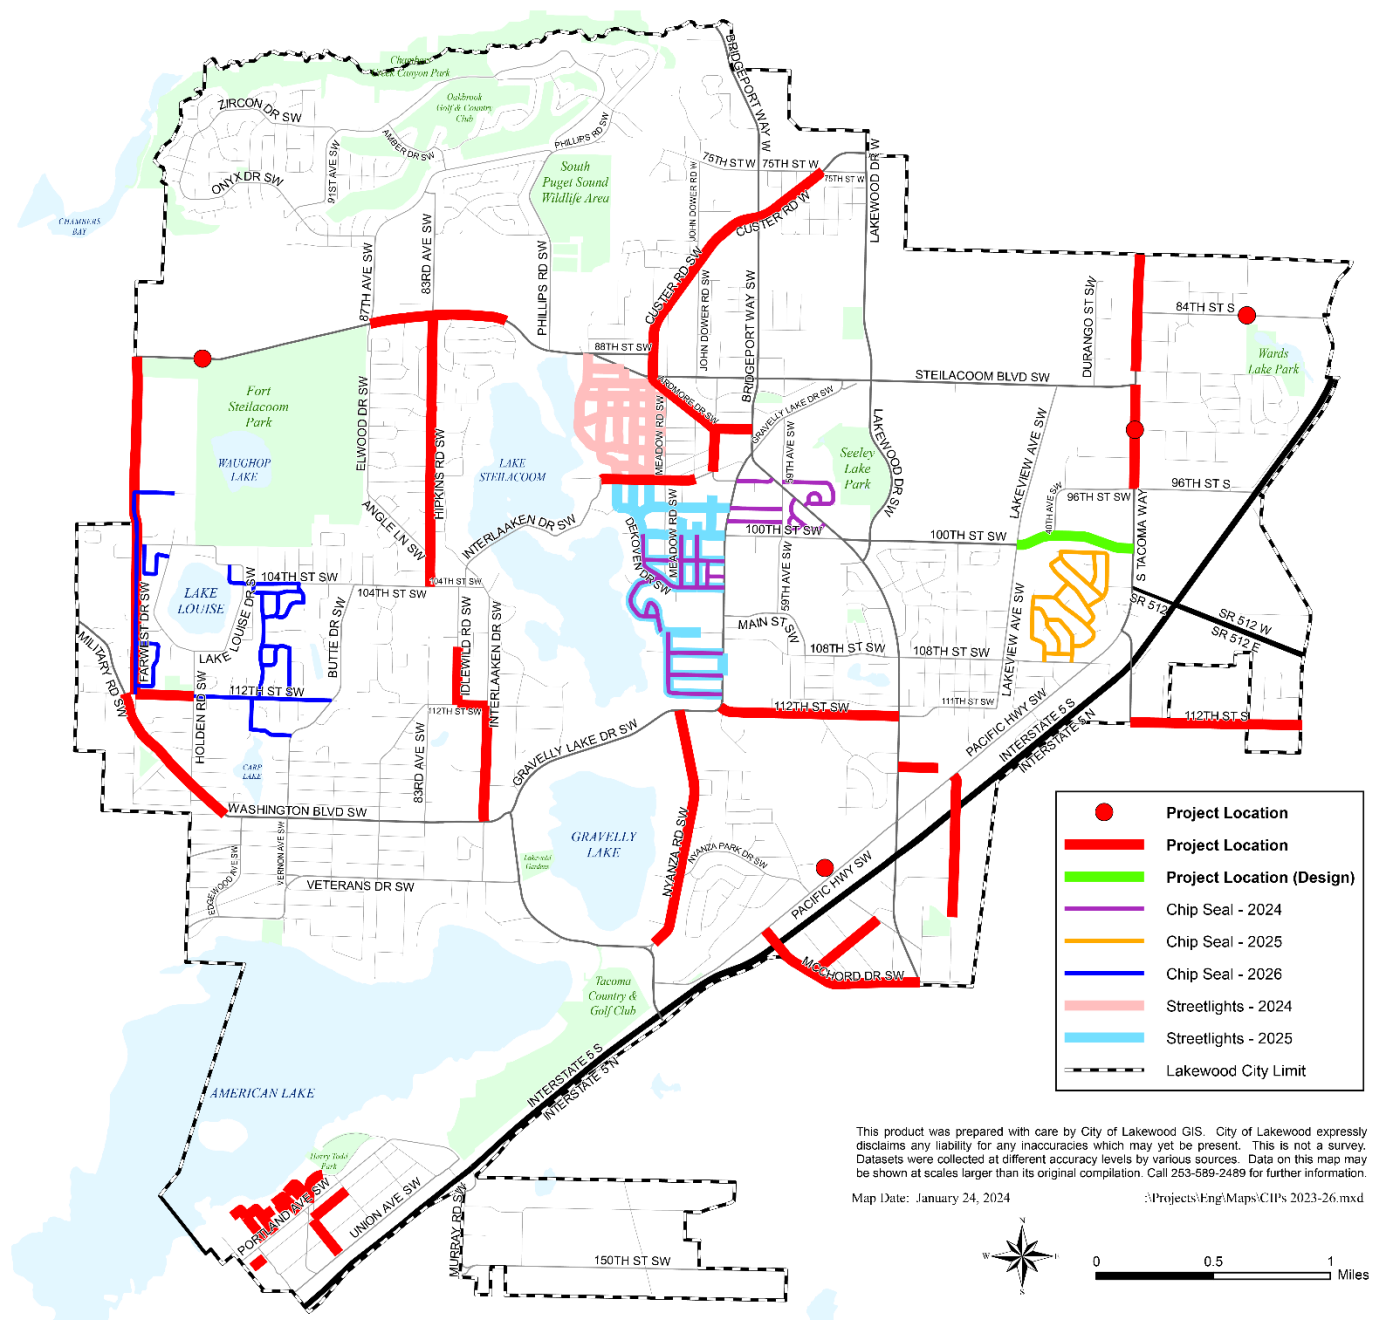 BRIDGEPORT WAY W
Chambers
Creek Canyon Park
Oakbrook
Golf & Country
Club
ZIRCON DR SW
AMBER DR SW
PHILLIPS RD SW
91ST AVE SW
ONYX DR SW
South
Puget Sound
Wildlife Area
75TH ST W
75TH ST W
75TH ST W
LAKEWOOD DR W
JOHN DOWER RD W
CUSTER RD W
CHAMBERS
BAY
87TH AVE SW
83RD AVE SW
PHILLIPS RD SW
CUSTER RD SW
JOHN DOWER RD SW
BRIDGEPORT WAY SW
DURANGO ST SW
84TH ST S
88TH ST SW
STEILACOOM BLVD SW
Wards
Lake Park
Fort
Steilacoom
Park
ELWOOD DR SW
ARDMORE DR SW
GRAVELLY LAKE DR SW
MEADOW RD SW
59TH AVE SW
LAKEWOOD DR SW
LAKEVIEW AVE SW
WAUGHOP
LAKE
HIPKINS RD SW
LAKE
STEILACOOM
Seeley
Lake
Park
ANGLE LN SW
INTERLAAKEN DR SW
DEKOVEN DR SW
MEADOW RD SW
100TH ST SW
100TH ST SW
40TH AVE SW
96TH ST SW
96TH ST S
S TACOMA WAY
104TH ST SW
104TH ST SW
104TH ST SW
LAKE
LOUISE
LAKE LOUISE DR SW
FARWEST DR SW
BUTTE DR SW
IDLEWILD RD SW
INTERLAAKEN DR SW
59TH AVE SW
MAIN ST SW
108TH ST SW
108TH ST SW
LAKEVIEW AVE SW
SR 512
SR 512 W
SR 512 E
MILITARY RD SW
112TH ST SW
HOLDEN RD SW
112TH ST SW
83RD AVE SW
GRAVELLY LAKE DR SW
112TH ST SW
111TH ST SW
112TH ST S
PACIFIC HWY SW
INTERSTATE 5 S
INTERSTATE 5 N
CARP
LAKE
WASHINGTON BLVD SW
EDGEWOOD AVE SW
VERNON AVE SW
VETERANS DR SW
Lakewold
Gardens
GRAVELLY
LAKE
NYANZA RD SW
NYANZA PARK DR SW
PACIFIC HWY SW
MCCHORD DR SW
Tacoma
Country &
Golf Club
INTERSTATE 5 S
INTERSTATE 5 N
AMERICAN LAKE
Harry Todd
Park
PORTLAND AVE SW
UNION AVE SW
MURRAY RD SW
150TH ST SW
Project Location
Project Location
Project Location (Design)
Chip Seal - 2024
Chip Seal - 2025
Chip Seal - 2026
Streetlights - 2024
Streetlights - 2025
Lakewood City Limit
This product was prepared with care by City of Lakewood GIS. City of Lakewood expressly
disclaims any liability for any inaccuracies which may yet be present. This is not a survey.
Datasets were collected at different accuracy levels by various sources. Data on this map may
be shown at scales larger than its original compilation. Call 253-589-2489 for further information.
Map Date: January 24, 2024
:\Projects\Eng\Maps\CIPs 2023-26.mxd
N
W
E
S
0
0.5
1
Miles